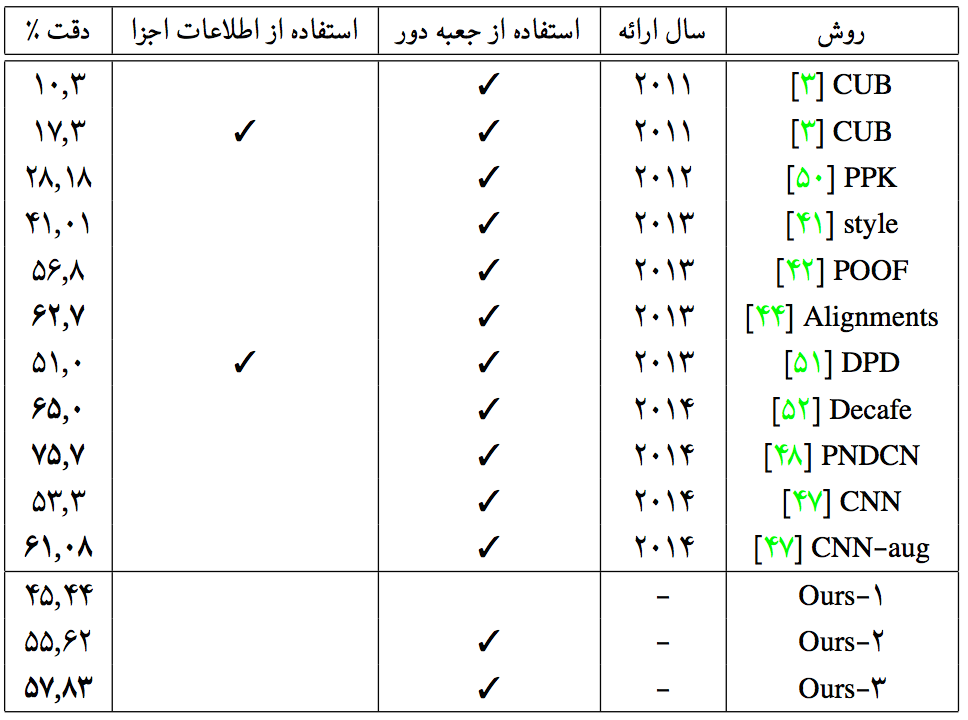 روش سال ارائه استفاده از جعبه دور استفاده از اطلاعات اجزا دقت %
CUB [۳] ۲۰۱۱ ✓ ۱۰٫۳
CUB [۳] ۲۰۱۱ ✓ ✓ ۱۷٫۳
PPK [۵۰] ۲۰۱۲ ✓ ۲۸٫۱۸
style [۴۱] ۲۰۱۳ ✓ ۴۱٫۰۱
POOF [۴۲] ۲۰۱۳ ✓ ۵۶٫۸
Alignments [۴۴] ۲۰۱۳ ✓ ۶۲٫۷
DPD [۵۱] ۲۰۱۳ ✓ ✓ ۵۱٫۰
Decafe [۵۲] ۲۰۱۴ ✓ ۶۵٫۰
PNDCN [۴۸] ۲۰۱۴ ✓ ۷۵٫۷
CNN [۴۷] ۲۰۱۴ ✓ ۵۳٫۳
CNN-aug [۴۷] ۲۰۱۴ ✓ ۶۱٫۰۸
Ours-۱ - ۴۵٫۴۴
Ours-۲ - ✓ ۵۵٫۶۲
Ours-۳ - ✓ ۵۷٫۸۳